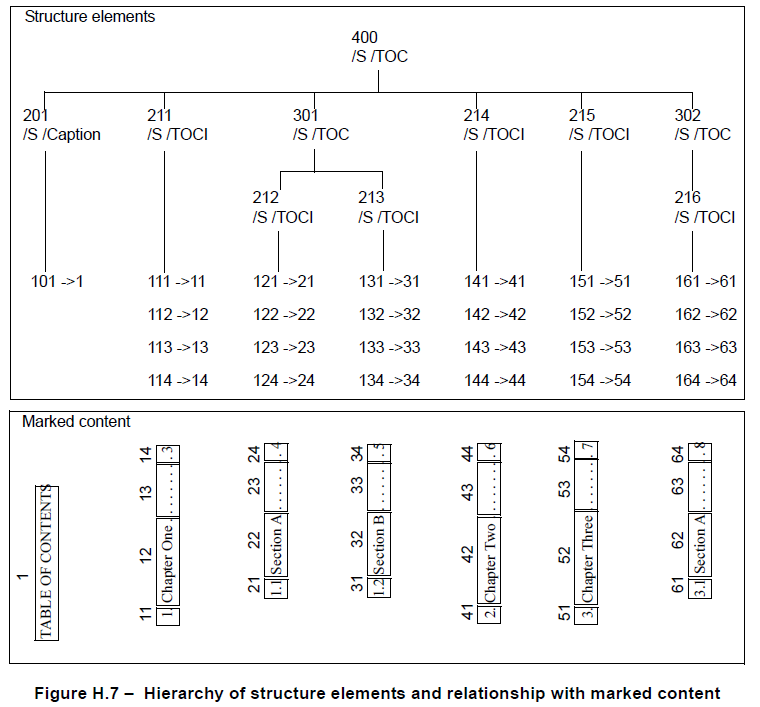 Structure elements
400
/S /TOC
201
/S /Caption
211
/S /TOCI
301
/S /TOC
214
/S /TOCI
215
/S /TOCI
302
/S /TOC
212
/S /TOCI
213
/S /TOCI
216
/S /TOCI
101 ->1 111 ->11 121 ->21 131 ->31 141 ->41 151 ->51 161 ->61
112 ->12 122 ->22 132 ->32 142 ->42 152 ->52 162 ->62
113 ->13 123 ->23 133 ->33 143 ->43 153 ->53 163 ->63
114 ->14 124 ->24 134 ->34 144 ->44 154 ->54 164 ->64
Marked content
1
TABLE OF CONTENTS
11 12 13 14
1. Chapter One . . . . . . . . 3
21 22 23 24
1.1 Section A . . . . . . . 4
31 32 33 34
1.2 Section B . . . . . . . 5
41 42 43 44
2. Chapter Two . . . . . . . . 6
51 52 53 54
3. Chapter Three . . . . . . . 7
61 62 63 64
3.1 Section A . . . . . . . 8
Figure H.7 – Hierarchy of structure elements and relationship with marked content